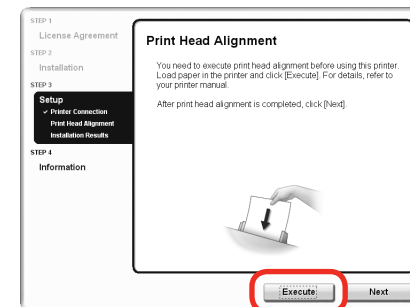 STEP 1
License Agreement
STEP 2
Installation
STEP 3
Setup
✓ Printer Connection
Print Head Alignment
Installation Results
STEP 4
Information
Print Head Alignment
You need to execute print head alignment before using this printer.
Load paper in the printer and click [Execute]. For details, refer to
your printer manual.
After print head alignment is completed, click [Next].
Execute
Next